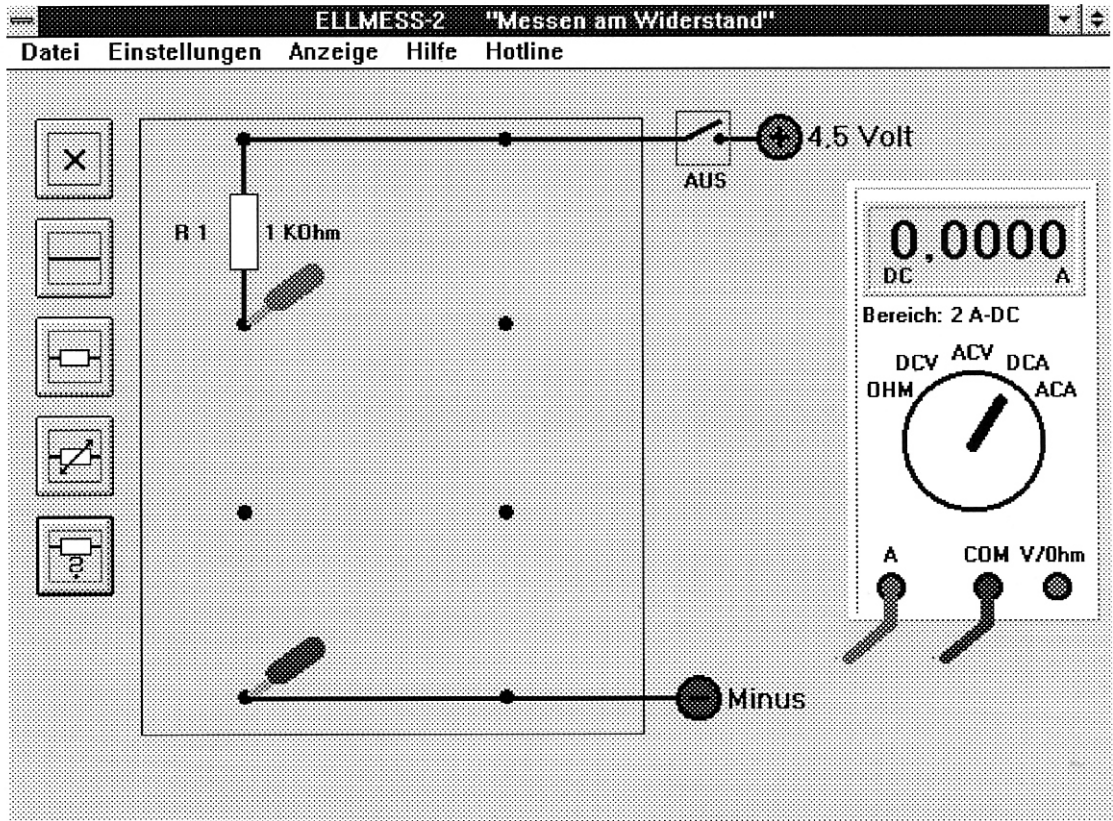 ELLMESS-2 "Messen am Widerstand"
Datei Einstellungen Anzeige Hilfe Hotline
4,5 Volt
AUS
R 1 1 KOhm
0,0000
DC A
Bereich: 2 A-DC
OHM DCV ACV DCA ACA
A COM V/Ohm
Minus